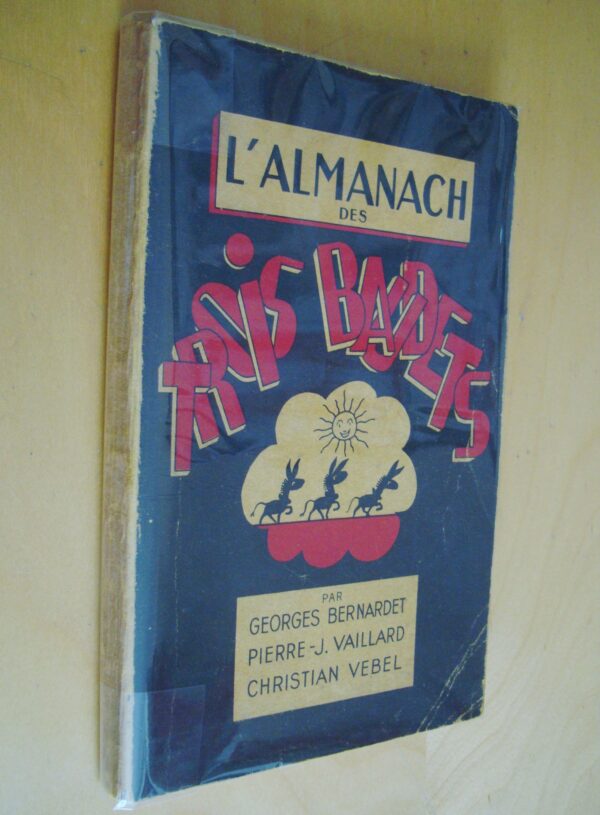 L'ALMANACH
DES
TROIS BAUDETS
PAR
GEORGES BERNARDET
PIERRE-J. VAILLARD
CHRISTIAN VEBEL